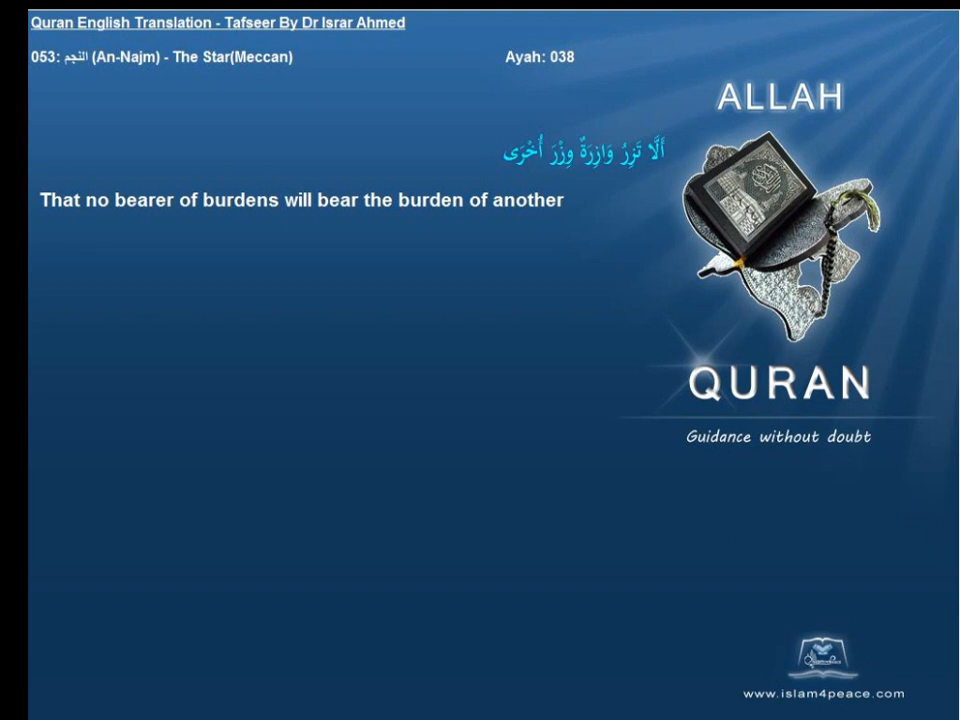 Quran English Translation - Tafseer By Dr Israr Ahmed
053: النجم (An-Najm) - The Star(Meccan) Ayah: 038
ALLAH
أَلَّا تَزِرُ وَازِرَةٌ وِزْرَ أُخْرَى
That no bearer of burdens will bear the burden of another
QURAN
Guidance without doubt
www.islam4peace.com